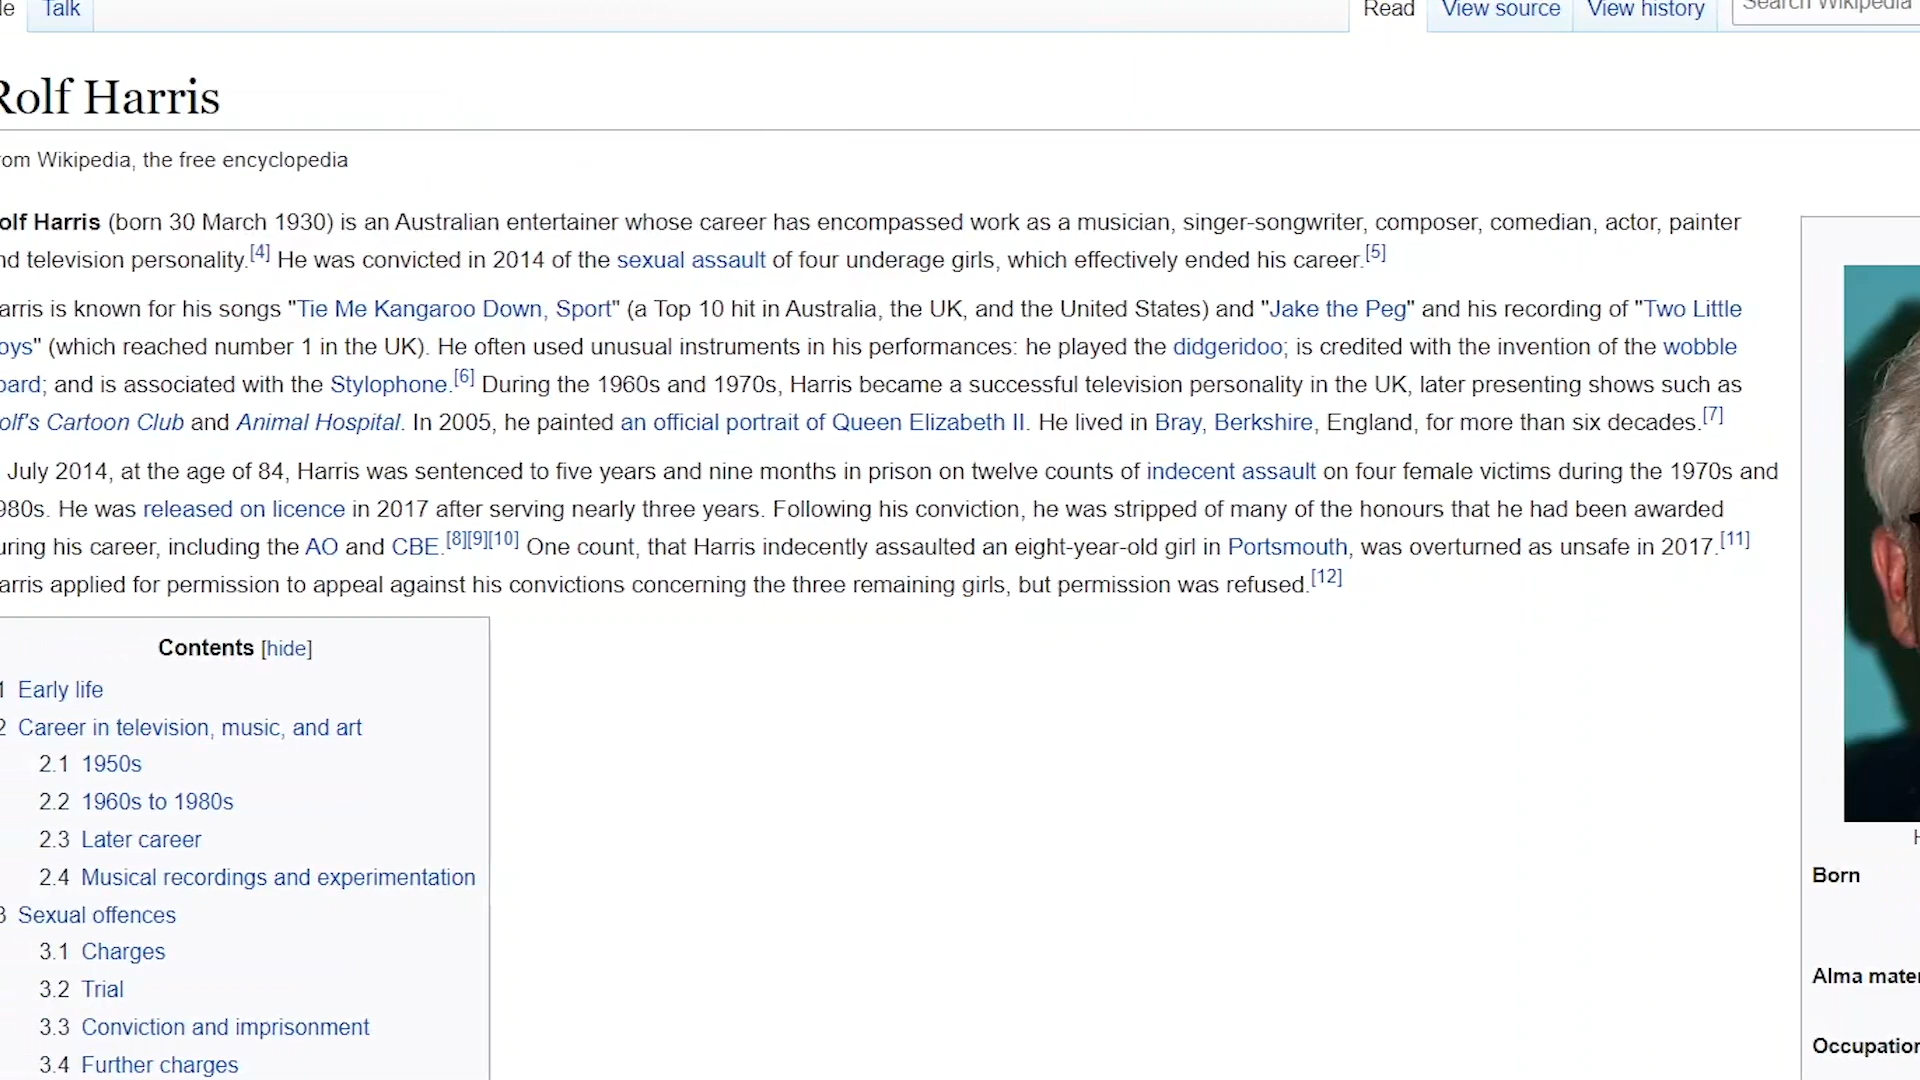 le Talk Read View source View history Search Wikipedia
Rolf Harris
rom Wikipedia, the free encyclopedia
olf Harris (born 30 March 1930) is an Australian entertainer whose career has encompassed work as a musician, singer-songwriter, composer, comedian, actor, painter
nd television personality.[4] He was convicted in 2014 of the sexual assault of four underage girls, which effectively ended his career.[5]
arris is known for his songs "Tie Me Kangaroo Down, Sport" (a Top 10 hit in Australia, the UK, and the United States) and "Jake the Peg" and his recording of "Two Little
oys" (which reached number 1 in the UK). He often used unusual instruments in his performances: he played the didgeridoo; is credited with the invention of the wobble
oard; and is associated with the Stylophone.[6] During the 1960s and 1970s, Harris became a successful television personality in the UK, later presenting shows such as
olf's Cartoon Club and Animal Hospital. In 2005, he painted an official portrait of Queen Elizabeth II. He lived in Bray, Berkshire, England, for more than six decades.[7]
July 2014, at the age of 84, Harris was sentenced to five years and nine months in prison on twelve counts of indecent assault on four female victims during the 1970s and
980s. He was released on licence in 2017 after serving nearly three years. Following his conviction, he was stripped of many of the honours that he had been awarded
uring his career, including the AO and CBE.[8][9][10] One count, that Harris indecently assaulted an eight-year-old girl in Portsmouth, was overturned as unsafe in 2017.[11]
arris applied for permission to appeal against his convictions concerning the three remaining girls, but permission was refused.[12]
Contents [hide]
1 Early life
2 Career in television, music, and art
2.1 1950s
2.2 1960s to 1980s
2.3 Later career
2.4 Musical recordings and experimentation
3 Sexual offences
3.1 Charges
3.2 Trial
3.3 Conviction and imprisonment
3.4 Further charges
H
Born
Alma mater
Occupation